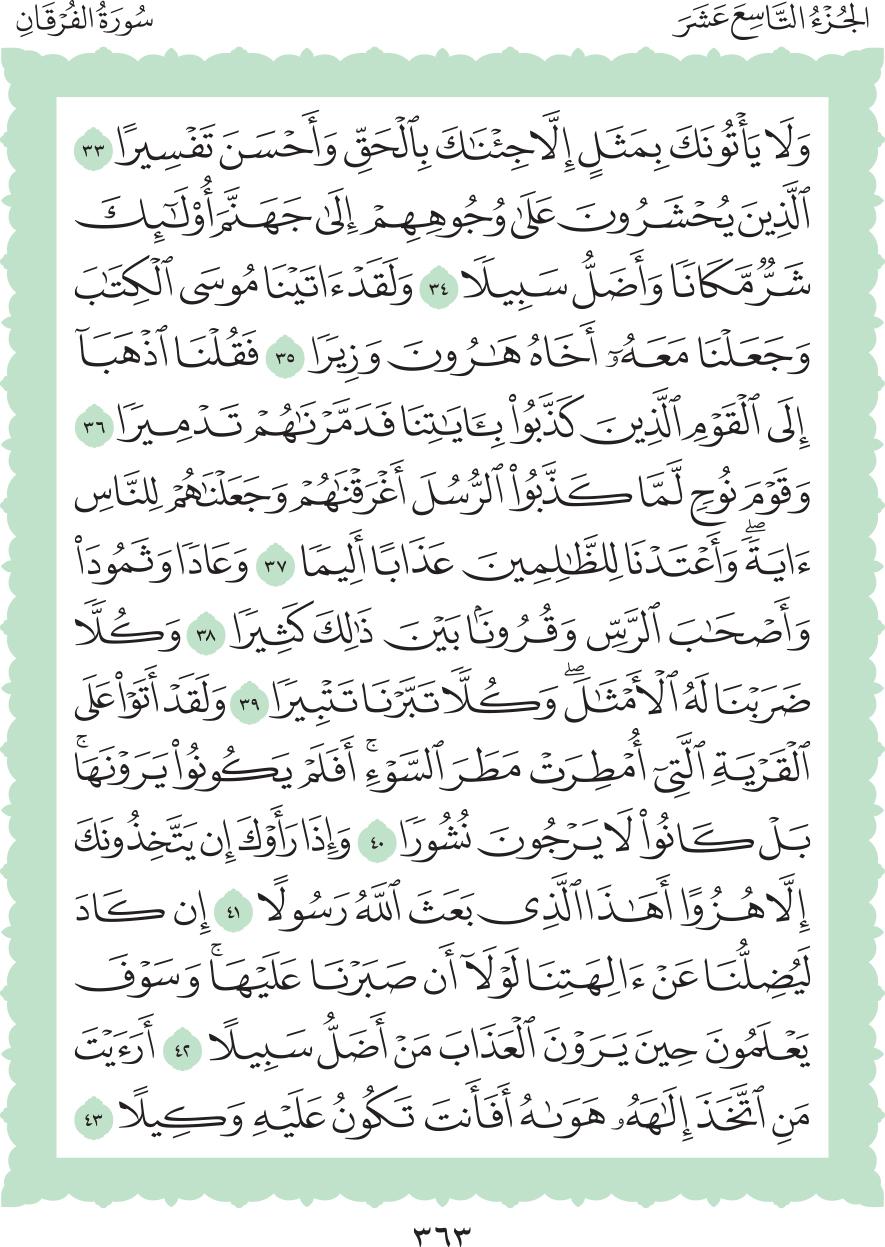 الجُزْءُ التَّاسِعَ عَشَرَ
سُورَةُ الفُرْقَانِ
وَلَا يَأْتُونَكَ بِمَثَلٍ إِلَّا جِئْنَٰكَ بِٱلْحَقِّ وَأَحْسَنَ تَفْسِيرًا ٣٣
ٱلَّذِينَ يُحْشَرُونَ عَلَىٰ وُجُوهِهِمْ إِلَىٰ جَهَنَّمَ أُو۟لَٰٓئِكَ
شَرٌّ مَّكَانًا وَأَضَلُّ سَبِيلًا ٣٤ وَلَقَدْ ءَاتَيْنَا مُوسَى ٱلْكِتَٰبَ
وَجَعَلْنَا مَعَهُۥٓ أَخَاهُ هَٰرُونَ وَزِيرًا ٣٥ فَقُلْنَا ٱذْهَبَآ
إِلَى ٱلْقَوْمِ ٱلَّذِينَ كَذَّبُوا۟ بِـَٔايَٰتِنَا فَدَمَّرْنَٰهُمْ تَدْمِيرًا ٣٦
وَقَوْمَ نُوحٍ لَّمَّا كَذَّبُوا۟ ٱلرُّسُلَ أَغْرَقْنَٰهُمْ وَجَعَلْنَٰهُمْ لِلنَّاسِ
ءَايَةً ۖ وَأَعْتَدْنَا لِلظَّٰلِمِينَ عَذَابًا أَلِيمًا ٣٧ وَعَادًا وَثَمُودَا۟
وَأَصْحَٰبَ ٱلرَّسِّ وَقُرُونًۢا بَيْنَ ذَٰلِكَ كَثِيرًا ٣٨ وَكُلًّا
ضَرَبْنَا لَهُ ٱلْأَمْثَٰلَ ۖ وَكُلًّا تَبَّرْنَا تَتْبِيرًا ٣٩ وَلَقَدْ أَتَوْا۟ عَلَى
ٱلْقَرْيَةِ ٱلَّتِىٓ أُمْطِرَتْ مَطَرَ ٱلسَّوْءِ ۚ أَفَلَمْ يَكُونُوا۟ يَرَوْنَهَا ۚ
بَلْ كَانُوا۟ لَا يَرْجُونَ نُشُورًا ٤٠ وَإِذَا رَأَوْكَ إِن يَتَّخِذُونَكَ
إِلَّا هُزُوًا أَهَٰذَا ٱلَّذِى بَعَثَ ٱللَّهُ رَسُولًا ٤١ إِن كَادَ
لَيُضِلُّنَا عَنْ ءَالِهَتِنَا لَوْلَآ أَن صَبَرْنَا عَلَيْهَا ۚ وَسَوْفَ
يَعْلَمُونَ حِينَ يَرَوْنَ ٱلْعَذَابَ مَنْ أَضَلُّ سَبِيلًا ٤٢ أَرَءَيْتَ
مَنِ ٱتَّخَذَ إِلَٰهَهُۥ هَوَىٰهُ أَفَأَنتَ تَكُونُ عَلَيْهِ وَكِيلًا ٤٣
٣٦٣